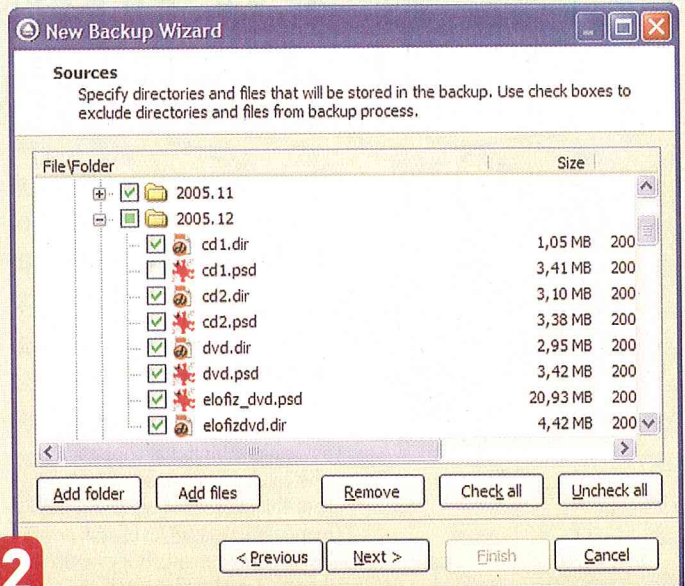 New Backup Wizard
Sources
Specify directories and files that will be stored in the backup. Use check boxes to
exclude directories and files from backup process.
File\Folder Size
2005.11
2005.12
cd1.dir 1,05 MB 200
cd1.psd 3,41 MB 200
cd2.dir 3,10 MB 200
cd2.psd 3,38 MB 200
dvd.dir 2,95 MB 200
dvd.psd 3,42 MB 200
elofiz_dvd.psd 20,93 MB 200
elofizdvd.dir 4,42 MB 200
Add folder Add files Remove Check all Uncheck all
< Previous Next > Finish Cancel
2